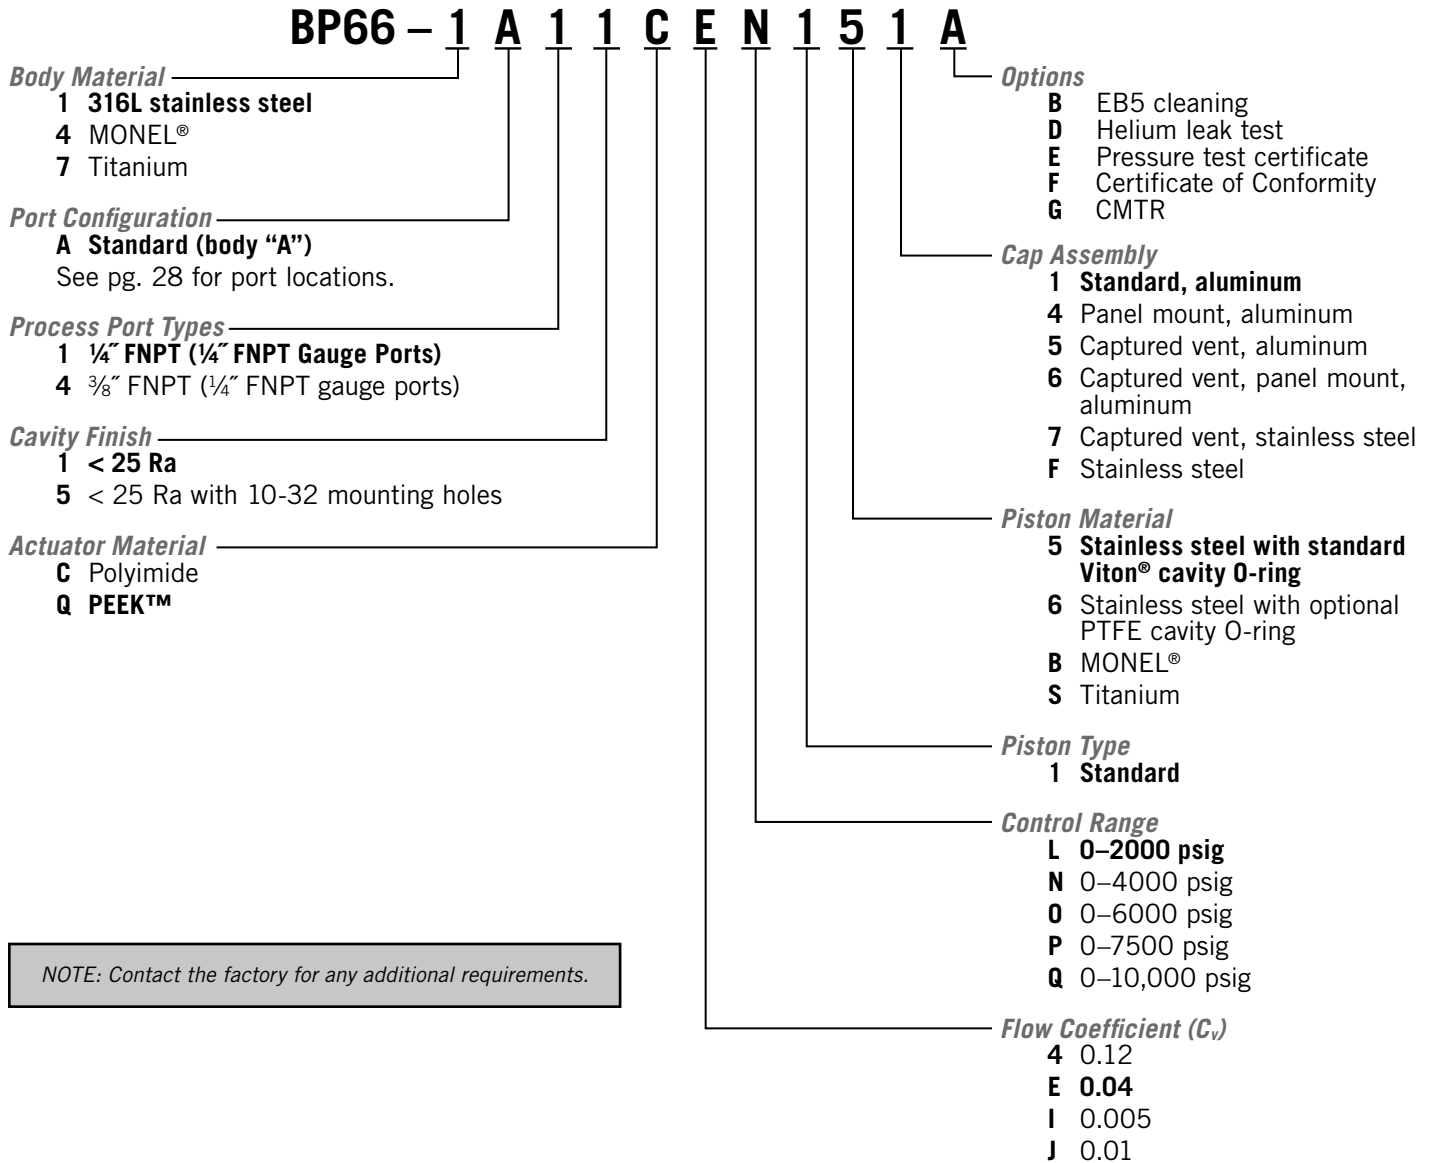 BP66 – 1 A 1 1 C E N 1 5 1 A
Body Material
1 316L stainless steel
4 MONEL®
7 Titanium
Port Configuration
A Standard (body “A”)
See pg. 28 for port locations.
Process Port Types
1 ¼˝ FNPT (¼˝ FNPT Gauge Ports)
4 ⅜˝ FNPT (¼˝ FNPT gauge ports)
Cavity Finish
1 < 25 Ra
5 < 25 Ra with 10-32 mounting holes
Actuator Material
C Polyimide
Q PEEK™
NOTE: Contact the factory for any additional requirements.
Options
B EB5 cleaning
D Helium leak test
E Pressure test certificate
F Certificate of Conformity
G CMTR
Cap Assembly
1 Standard, aluminum
4 Panel mount, aluminum
5 Captured vent, aluminum
6 Captured vent, panel mount,
aluminum
7 Captured vent, stainless steel
F Stainless steel
Piston Material
5 Stainless steel with standard
Viton® cavity O-ring
6 Stainless steel with optional
PTFE cavity O-ring
B MONEL®
S Titanium
Piston Type
1 Standard
Control Range
L 0–2000 psig
N 0–4000 psig
O 0–6000 psig
P 0–7500 psig
Q 0–10,000 psig
Flow Coefficient (Cv)
4 0.12
E 0.04
I 0.005
J 0.01